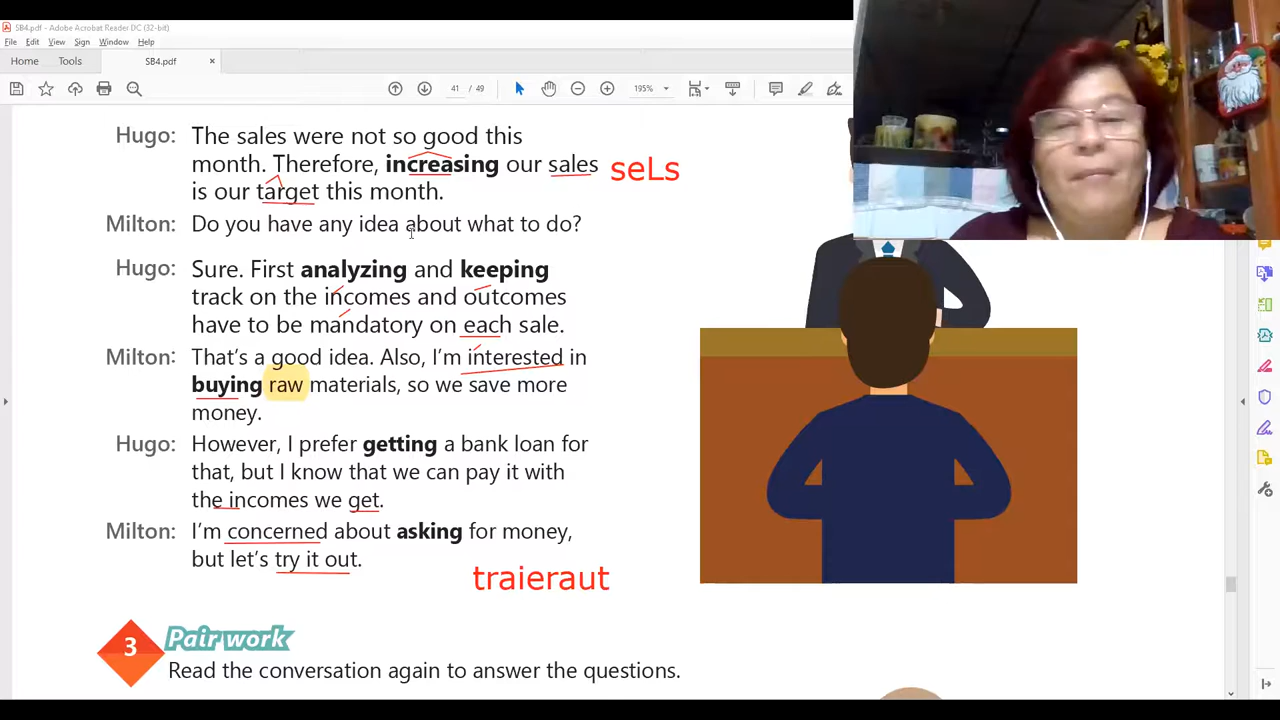 SB4.pdf - Adobe Acrobat Reader DC (32-bit)
File Edit View Sign Window Help
Home Tools SB4.pdf ×
41 / 49 195%
Hugo: The sales were not so good this
month. Therefore, increasing our sales seLs
is our target this month.
Milton: Do you have any idea about what to do?
Hugo: Sure. First analyzing and keeping
track on the incomes and outcomes
have to be mandatory on each sale.
Milton: That's a good idea. Also, I'm interested in
buying raw materials, so we save more
money.
Hugo: However, I prefer getting a bank loan for
that, but I know that we can pay it with
the incomes we get.
Milton: I'm concerned about asking for money,
but let's try it out.
traieraut
3 Pair work
Read the conversation again to answer the questions.